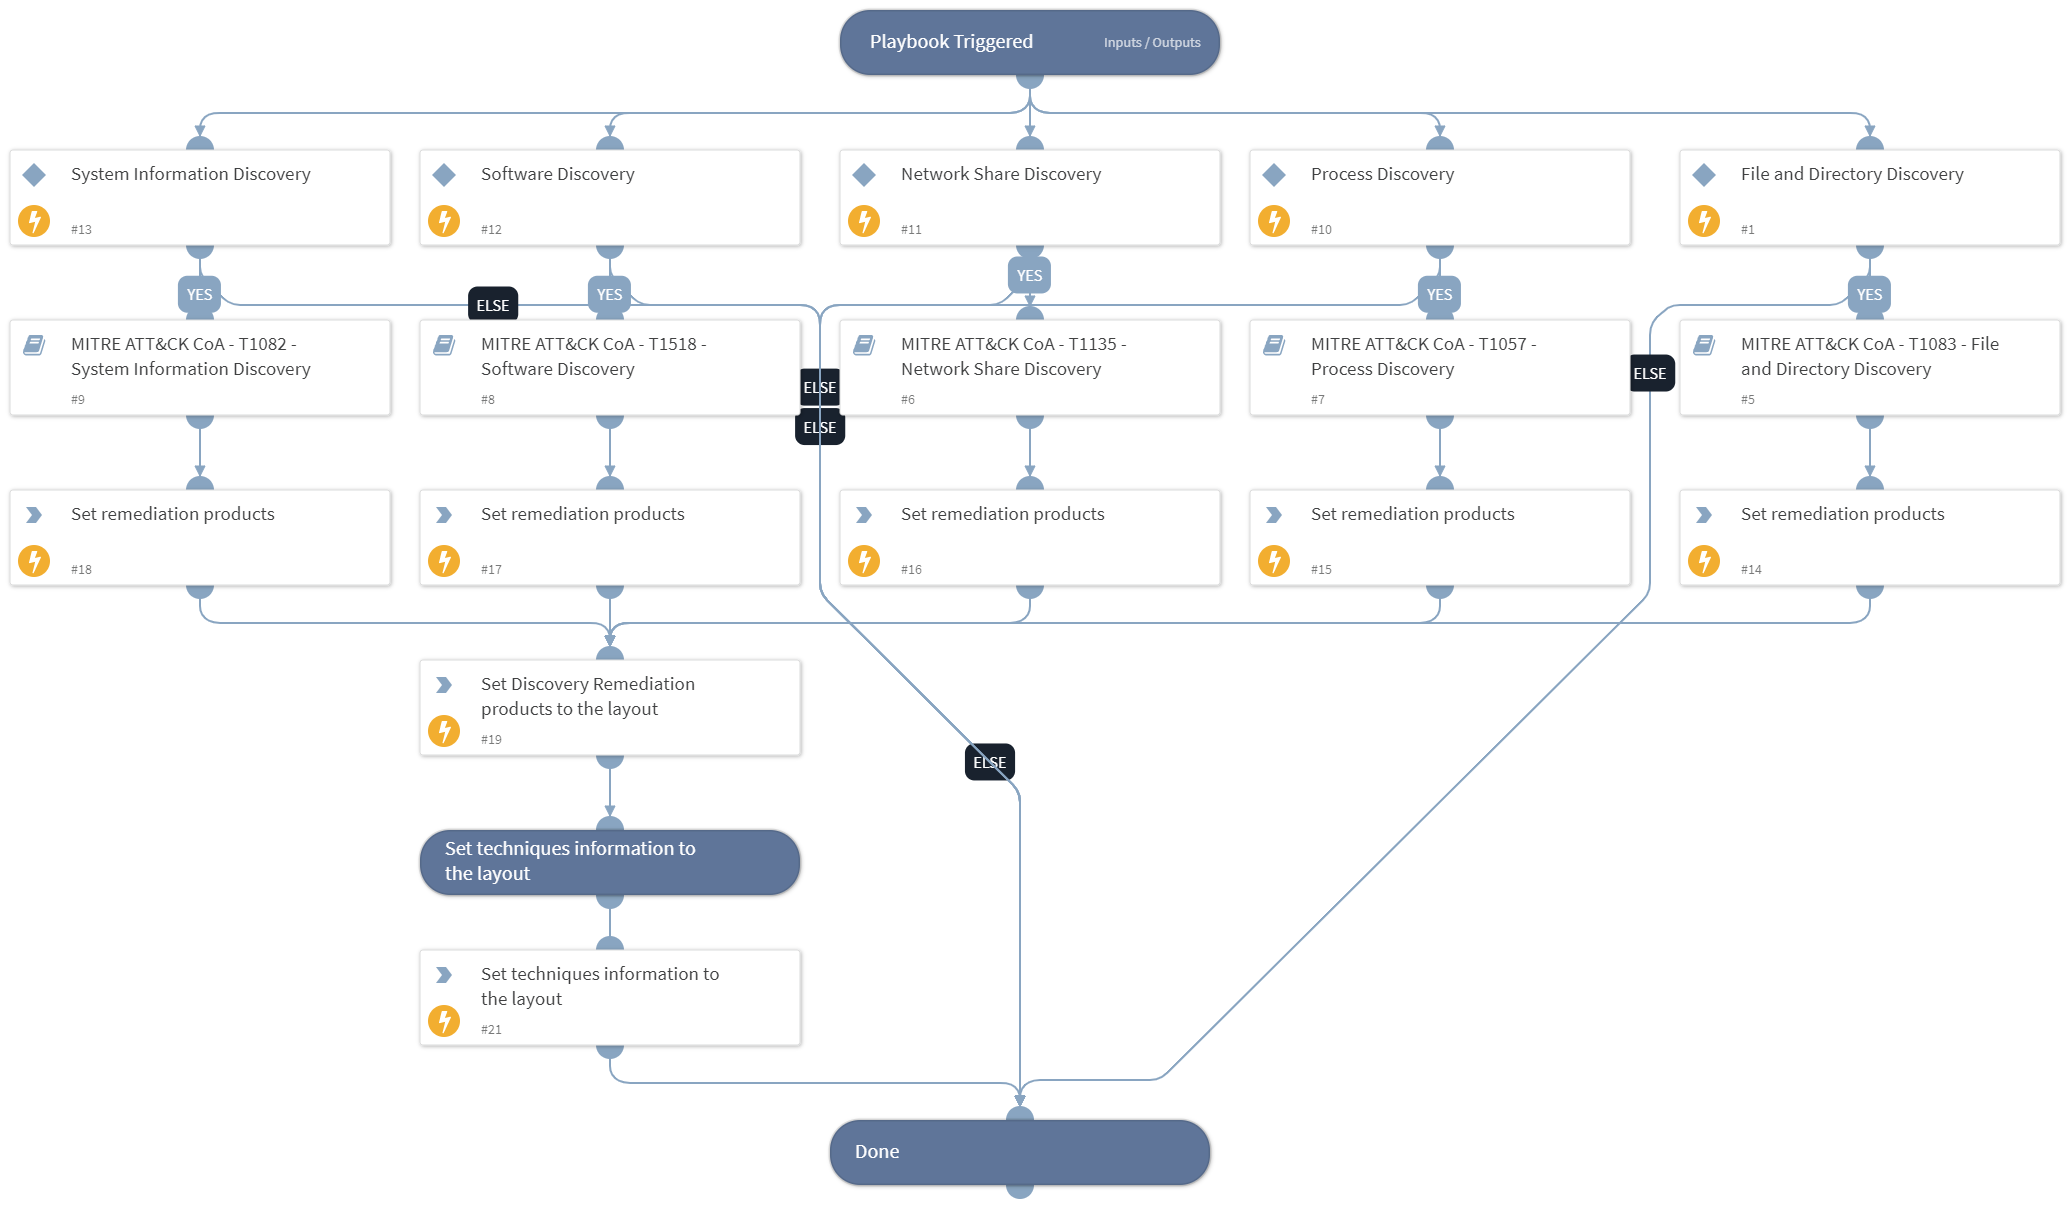 Playbook Triggered
Inputs / Outputs
System Information Discovery
#13
Software Discovery
#12
Network Share Discovery
#11
Process Discovery
#10
File and Directory Discovery
#1
YES
ELSE
YES
YES
YES
YES
MITRE ATT&CK CoA - T1082 -
System Information Discovery
#9
MITRE ATT&CK CoA - T1518 -
Software Discovery
#8
ELSE
ELSE
MITRE ATT&CK CoA - T1135 -
Network Share Discovery
#6
MITRE ATT&CK CoA - T1057 -
Process Discovery
#7
ELSE
MITRE ATT&CK CoA - T1083 - File
and Directory Discovery
#5
Set remediation products
#18
Set remediation products
#17
Set remediation products
#16
Set remediation products
#15
Set remediation products
#14
Set Discovery Remediation
products to the layout
#19
ELSE
Set techniques information to
the layout
Set techniques information to
the layout
#21
Done